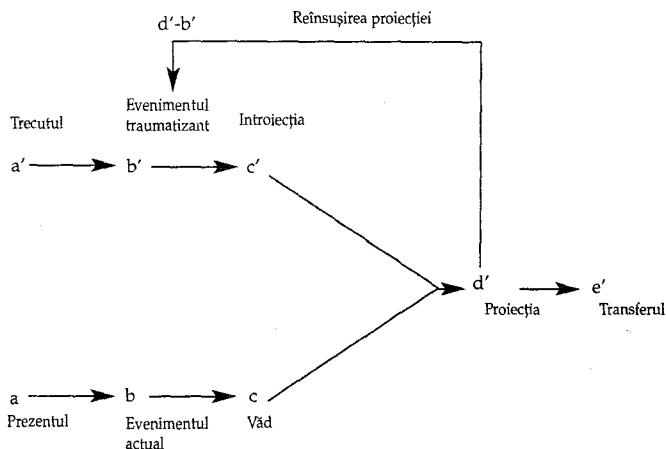 d′-b′
Reînsușirea proiecției
Evenimentul
traumatizant
Trecutul
Introiecția
a′
b′
c′
d′
e′
Proiecția
Transferul
a
b
c
Prezentul
Evenimentul
actual
Văd